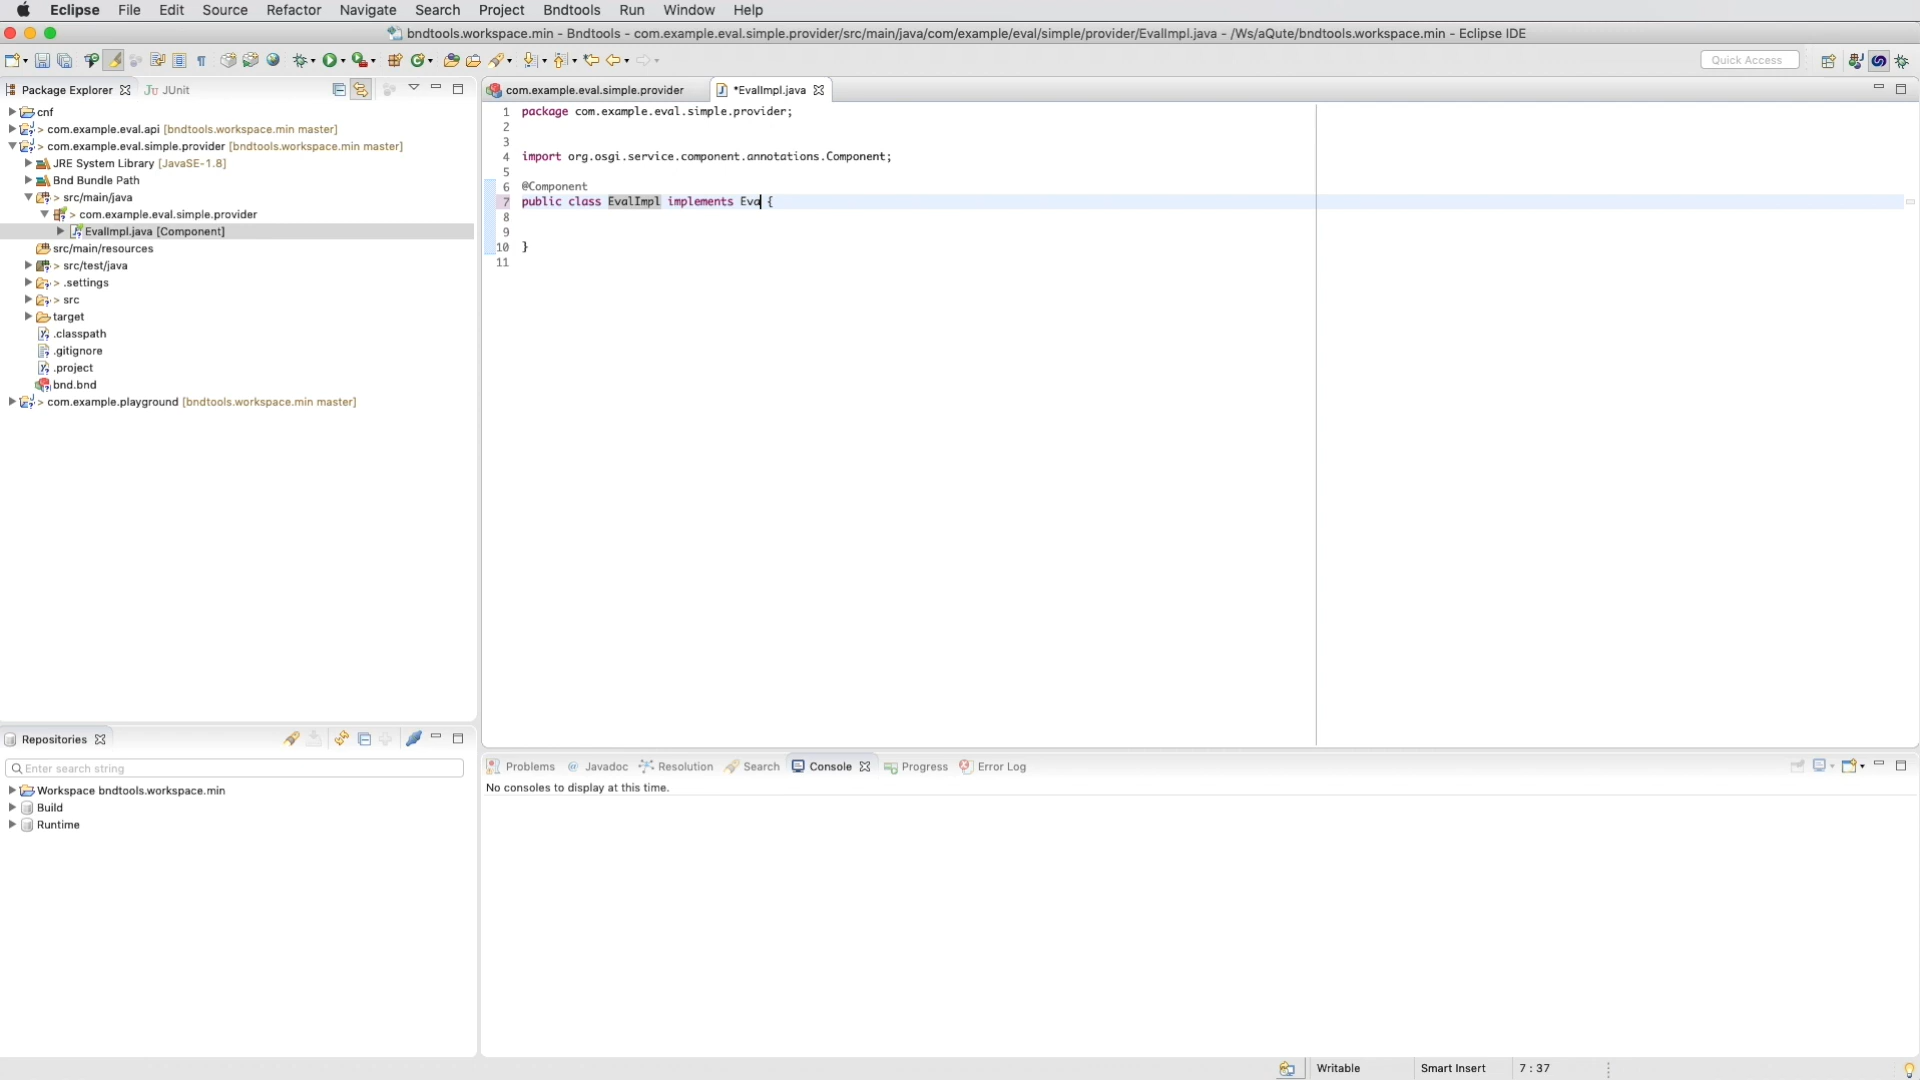 Eclipse File Edit Source Refactor Navigate Search Project Bndtools Run Window Help
bndtools.workspace.min - Bndtools - com.example.eval.simple.provider/src/main/java/com/example/eval/simple/provider/EvalImpl.java - /Ws/aQute/bndtools.workspace.min - Eclipse IDE
Quick Access
Package Explorer
JUnit
cnf
> com.example.eval.api [bndtools.workspace.min master]
> com.example.eval.simple.provider [bndtools.workspace.min master]
JRE System Library [JavaSE-1.8]
Bnd Bundle Path
> src/main/java
> com.example.eval.simple.provider
EvalImpl.java [Component]
src/main/resources
> src/test/java
> .settings
> src
target
.classpath
.gitignore
.project
bnd.bnd
> com.example.playground [bndtools.workspace.min master]
com.example.eval.simple.provider
*EvalImpl.java
1 package com.example.eval.simple.provider;
2
3
4 import org.osgi.service.component.annotations.Component;
5
6 @Component
7 public class EvalImpl implements Eva {
8
9
10 }
11
Repositories
Enter search string
Workspace bndtools.workspace.min
Build
Runtime
Problems @ Javadoc Resolution Search Console Progress Error Log
No consoles to display at this time.
Writable Smart Insert 7 : 37